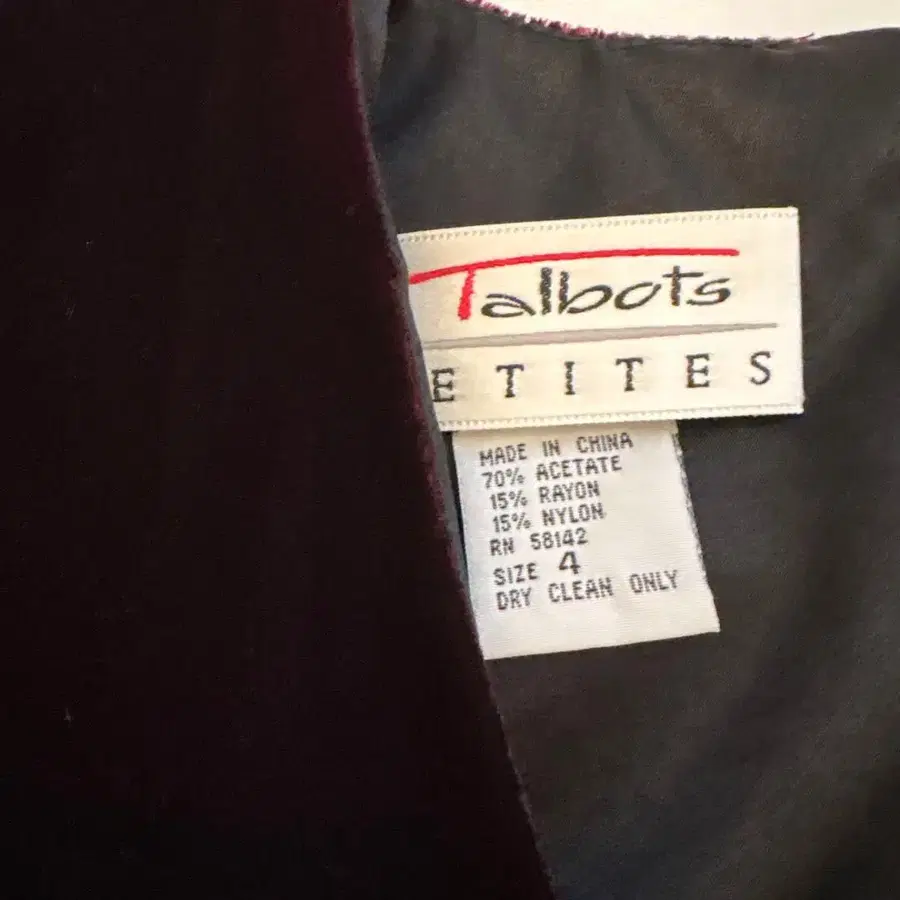 Talbots
ETITES
MADE IN CHINA
70% ACETATE
15% RAYON
15% NYLON
RN 58142
SIZE 4
DRY CLEAN ONLY